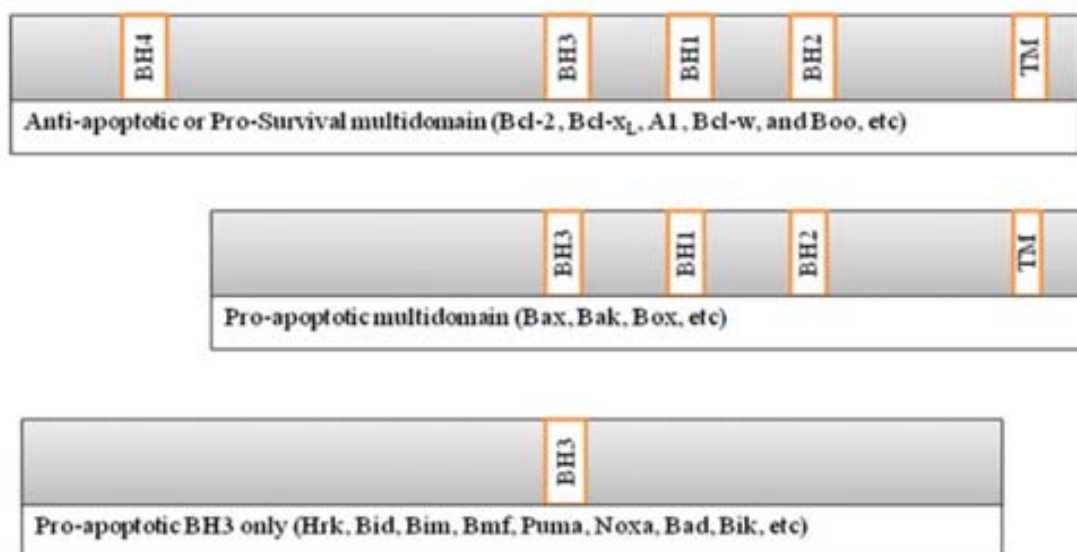 BH4 BH3 BH1 BH2 TM
Anti-apoptotic or Pro-Survival multidomain (Bcl-2, Bcl-xL, A1, Bcl-w, and Boo, etc)
BH3 BH1 BH2 TM
Pro-apoptotic multidomain (Bax, Bak, Box, etc)
BH3
Pro-apoptotic BH3 only (Hrk, Bid, Bim, Bmf, Puma, Noxa, Bad, Bik, etc)